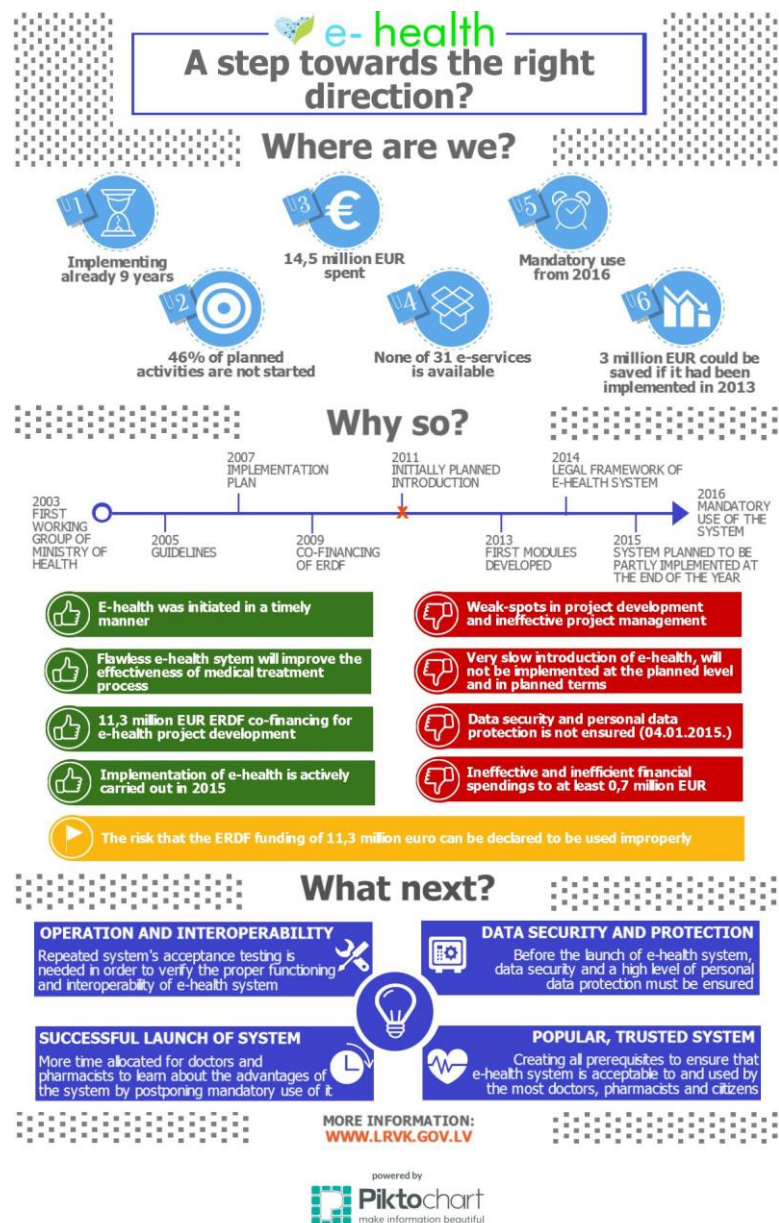 e- health
A step towards the right
direction?
Where are we?
1
Implementing
already 9 years
2
46% of planned
activities are not started
3
€
14,5 million EUR
spent
4
None of 31 e-services
is available
5
Mandatory use
from 2016
6
3 million EUR could be
saved if it had been
implemented in 2013
Why so?
2003
FIRST
WORKING
GROUP OF
MINISTRY OF
HEALTH
2005
GUIDELINES
2007
IMPLEMENTATION
PLAN
2009
CO-FINANCING
OF ERDF
2011
INITIALLY PLANNED
INTRODUCTION
x
2013
FIRST MODULES
DEVELOPED
2014
LEGAL FRAMEWORK OF
E-HEALTH SYSTEM
2015
SYSTEM PLANNED TO BE
PARTLY IMPLEMENTED AT
THE END OF THE YEAR
2016
MANDATORY
USE OF THE
SYSTEM
E-health was initiated in a timely
manner
Flawless e-health sytem will improve the
effectiveness of medical treatment
process
11,3 million EUR ERDF co-financing for
e-health project development
Implementation of e-health is actively
carried out in 2015
Weak-spots in project development
and ineffective project management
Very slow introduction of e-health, will
not be implemented at the planned level
and in planned terms
Data security and personal data
protection is not ensured (04.01.2015.)
Ineffective and inefficient financial
spendings to at least 0,7 million EUR
The risk that the ERDF funding of 11,3 million euro can be declared to be used improperly
What next?
OPERATION AND INTEROPERABILITY
Repeated system's acceptance testing is
needed in order to verify the proper functioning
and interoperability of e-health system
DATA SECURITY AND PROTECTION
Before the launch of e-health system,
data security and a high level of personal
data protection must be ensured
SUCCESSFUL LAUNCH OF SYSTEM
More time allocated for doctors and
pharmacists to learn about the advantages of
the system by postponing mandatory use of it
POPULAR, TRUSTED SYSTEM
Creating all prerequisites to ensure that
e-health system is acceptable to and used by
the most doctors, pharmacists and citizens
MORE INFORMATION:
WWW.LRVK.GOV.LV
powered by
Piktochart
make information beautiful